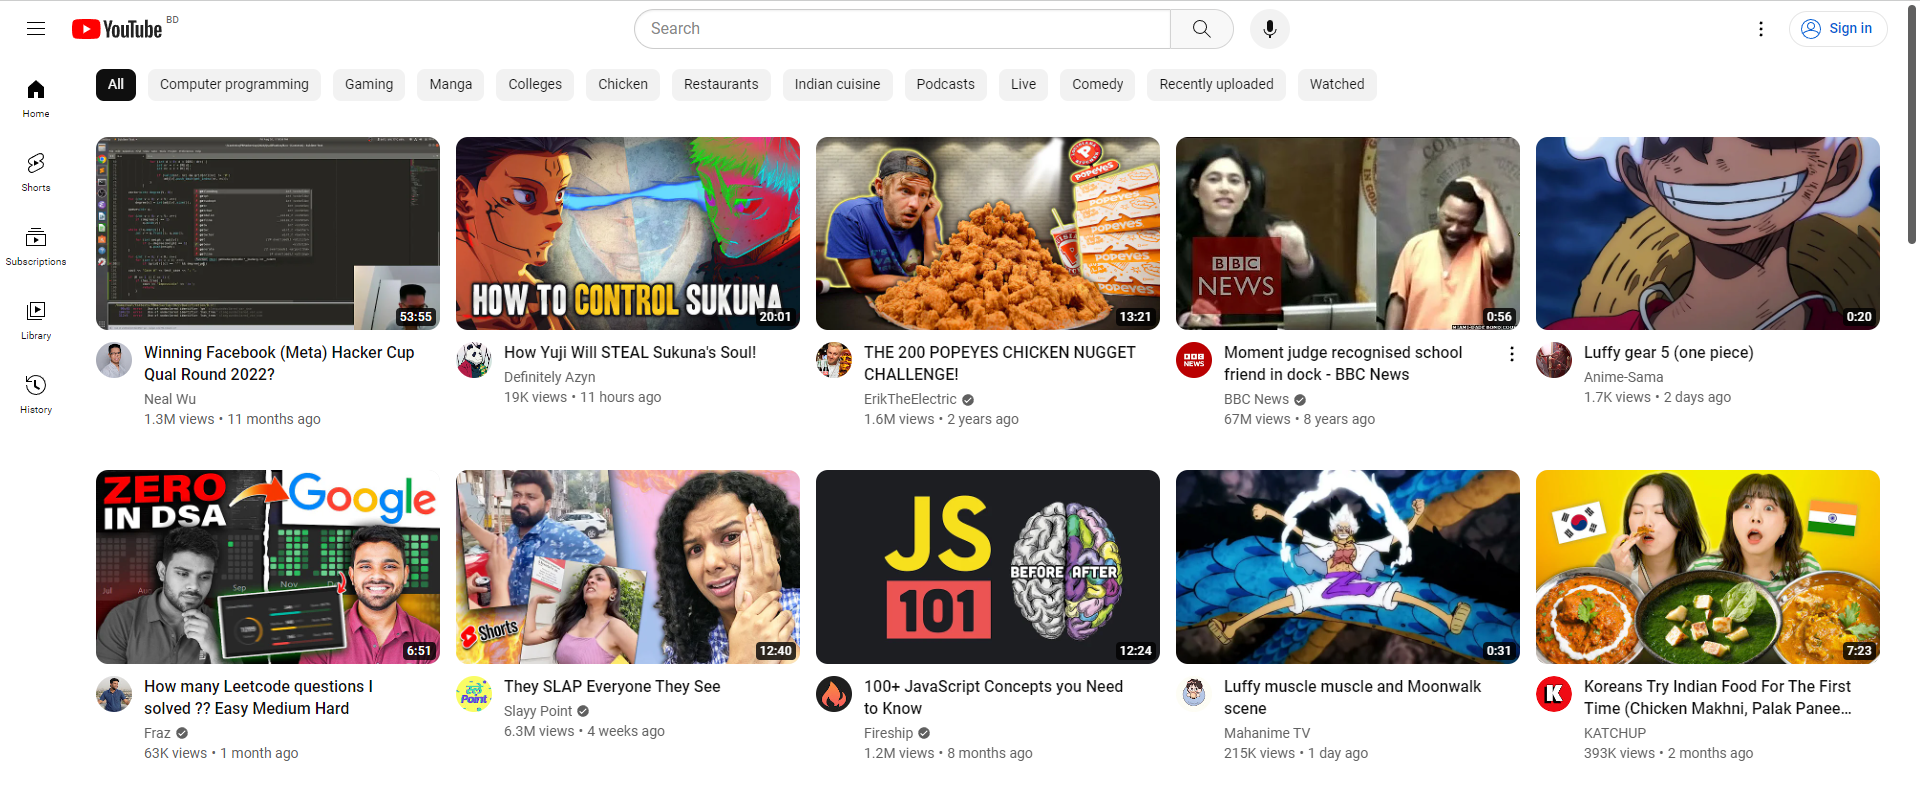 YouTube BD
Search
Sign in
Home
Shorts
Subscriptions
Library
History
All
Computer programming
Gaming
Manga
Colleges
Chicken
Restaurants
Indian cuisine
Podcasts
Live
Comedy
Recently uploaded
Watched
53:55
Winning Facebook (Meta) Hacker Cup
Qual Round 2022?
Neal Wu
1.3M views • 11 months ago
HOW TO CONTROL SUKUNA
20:01
How Yuji Will STEAL Sukuna's Soul!
Definitely Azyn
19K views • 11 hours ago
POPEYES
POPEYES
POPEYES
POPEYES
POPEYES
13:21
THE 200 POPEYES CHICKEN NUGGET
CHALLENGE!
ErikTheElectric
1.6M views • 2 years ago
BBC
NEWS
0:56
BBC
NEWS
Moment judge recognised school
friend in dock - BBC News
BBC News
67M views • 8 years ago
0:20
Luffy gear 5 (one piece)
Anime-Sama
1.7K views • 2 days ago
ZERO
IN DSA
Google
Jul
Sep
Nov
6:51
How many Leetcode questions I
solved ?? Easy Medium Hard
Fraz
63K views • 1 month ago
Shorts
12:40
Point
They SLAP Everyone They See
Slayy Point
6.3M views • 4 weeks ago
JS
101
BEFORE AFTER
12:24
100+ JavaScript Concepts you Need
to Know
Fireship
1.2M views • 8 months ago
0:31
Luffy muscle muscle and Moonwalk
scene
Mahanime TV
215K views • 1 day ago
7:23
K
Koreans Try Indian Food For The First
Time (Chicken Makhni, Palak Panee...
KATCHUP
393K views • 2 months ago